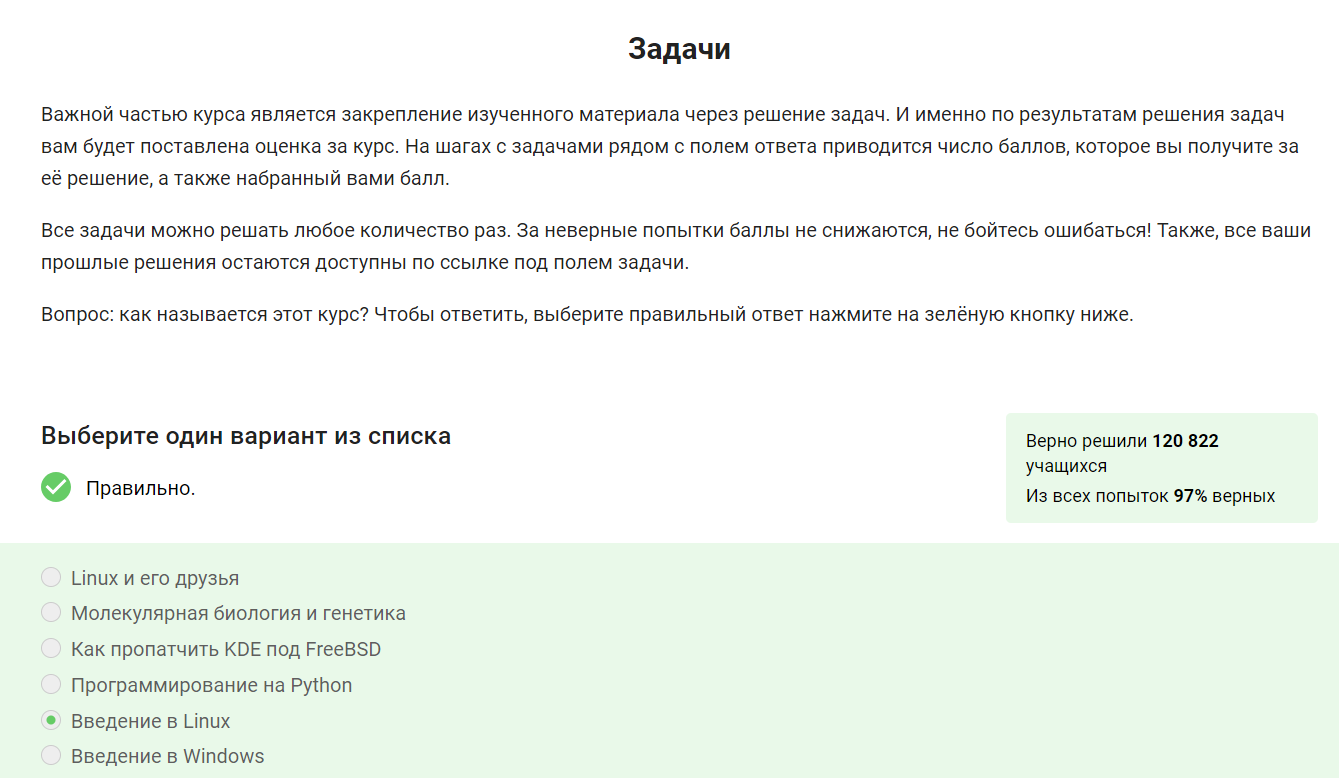 Задачи
Важной частью курса является закрепление изученного материала через решение задач. И именно по результатам решения задач
вам будет поставлена оценка за курс. На шагах с задачами рядом с полем ответа приводится число баллов, которое вы получите за
её решение, а также набранный вами балл.
Все задачи можно решать любое количество раз. За неверные попытки баллы не снижаются, не бойтесь ошибаться! Также, все ваши
прошлые решения остаются доступны по ссылке под полем задачи.
Вопрос: как называется этот курс? Чтобы ответить, выберите правильный ответ нажмите на зелёную кнопку ниже.
Выберите один вариант из списка
Правильно.
Верно решили 120 822
учащихся
Из всех попыток 97% верных
Linux и его друзья
Молекулярная биология и генетика
Как пропатчить KDE под FreeBSD
Программирование на Python
Введение в Linux
Введение в Windows